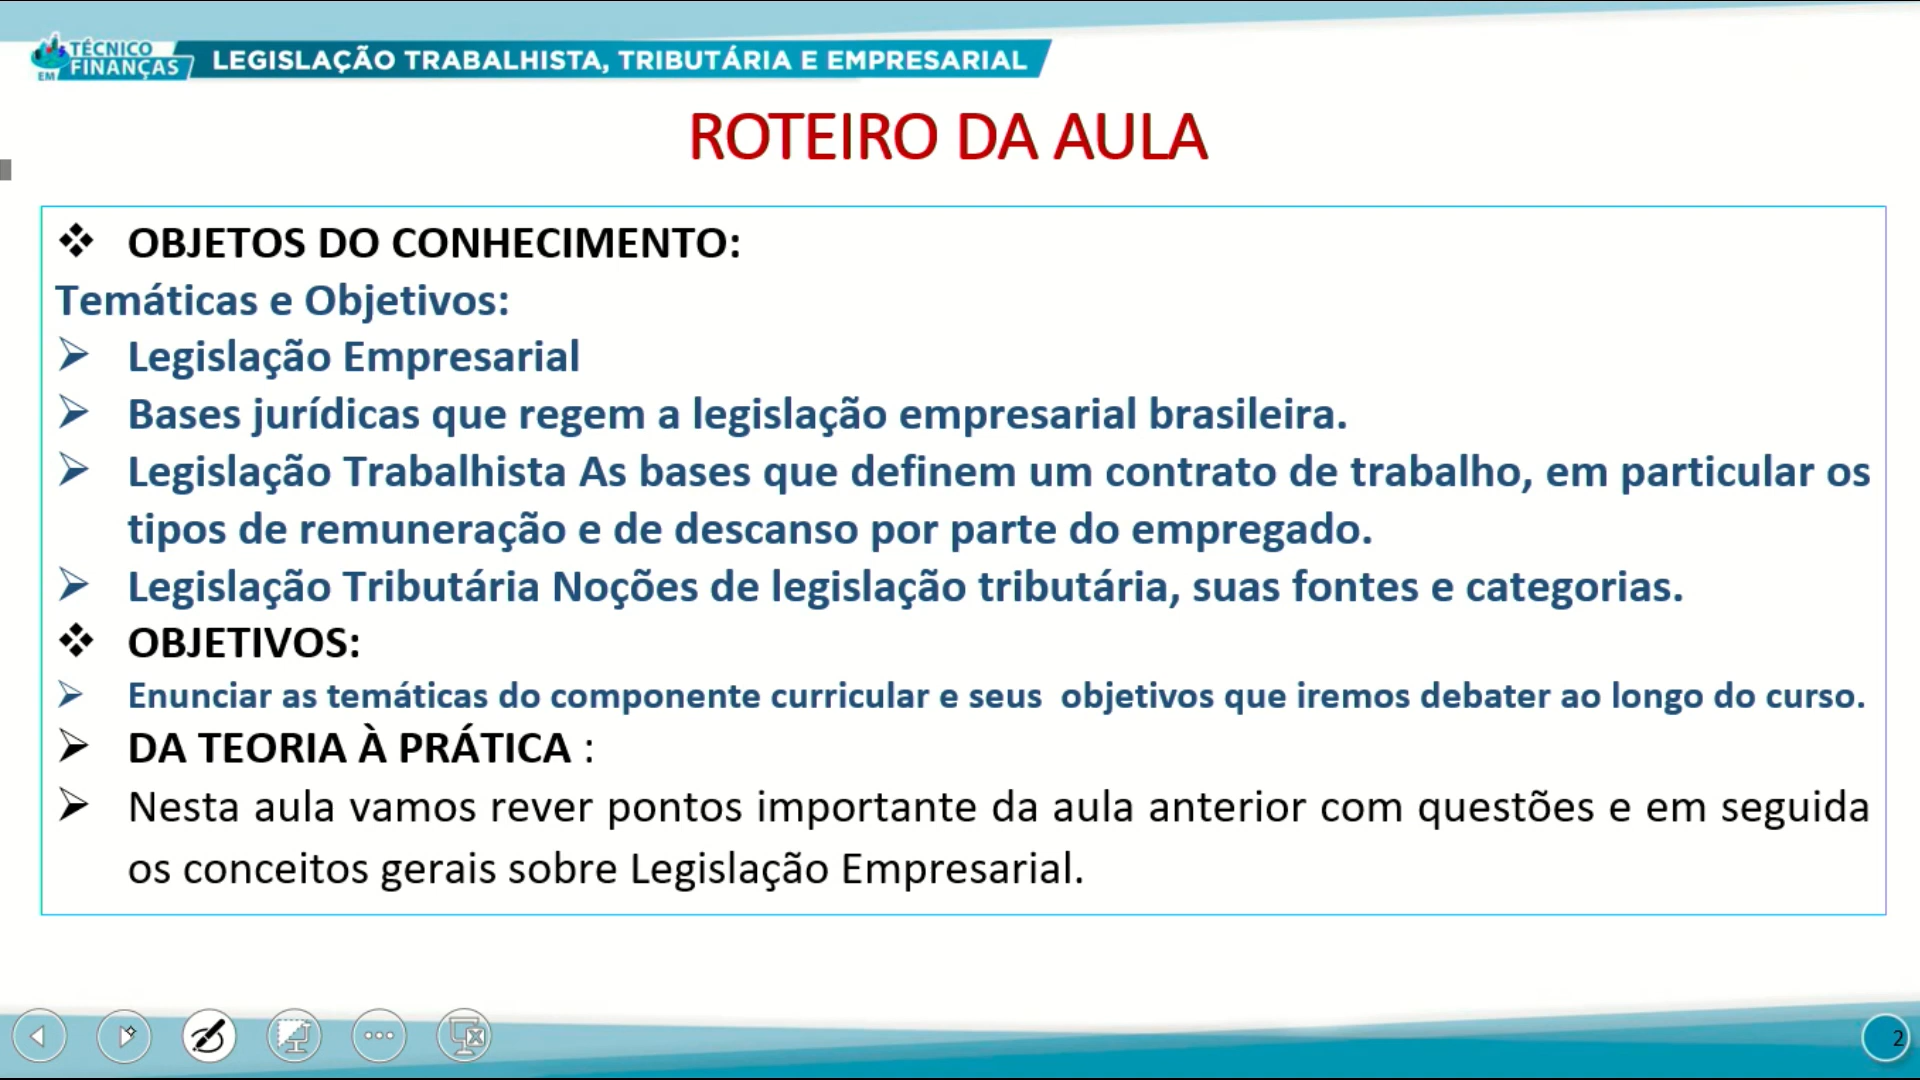 TÉCNICO
EM FINANÇAS
LEGISLAÇÃO TRABALHISTA, TRIBUTÁRIA E EMPRESARIAL
ROTEIRO DA AULA
❖ OBJETOS DO CONHECIMENTO:
Temáticas e Objetivos:
➢ Legislação Empresarial
➢ Bases jurídicas que regem a legislação empresarial brasileira.
➢ Legislação Trabalhista As bases que definem um contrato de trabalho, em particular os
tipos de remuneração e de descanso por parte do empregado.
➢ Legislação Tributária Noções de legislação tributária, suas fontes e categorias.
❖ OBJETIVOS:
➢ Enunciar as temáticas do componente curricular e seus  objetivos que iremos debater ao longo do curso.
➢ DA TEORIA À PRÁTICA :
➢ Nesta aula vamos rever pontos importante da aula anterior com questões e em seguida
os conceitos gerais sobre Legislação Empresarial.
2